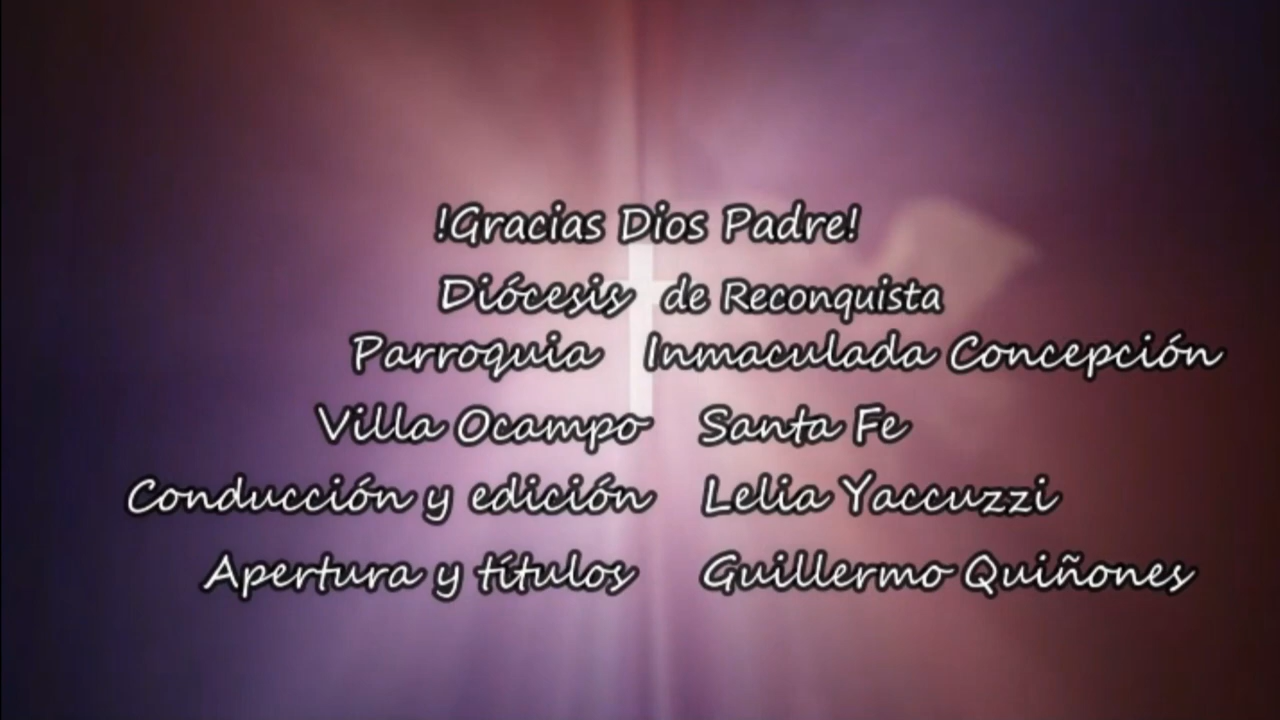 !Gracias Dios Padre!
Diócesis de Reconquista
Parroquia Inmaculada Concepción
Villa Ocampo Santa Fe
Conducción y edición Lelia Yaccuzzi
Apertura y títulos Guillermo Quiñones